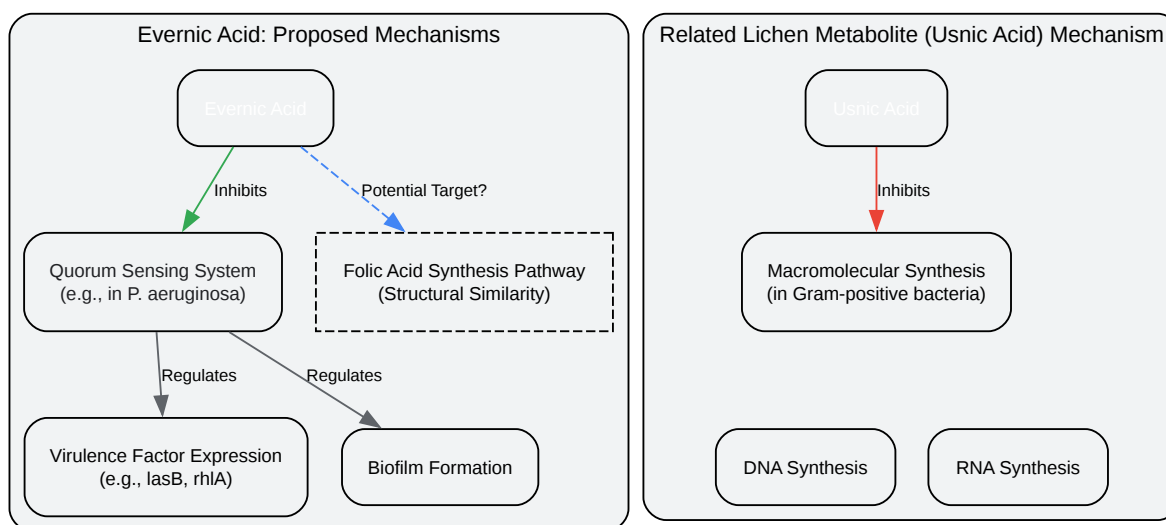 Evernic Acid: Proposed Mechanisms
Evernic Acid
Inhibits
Potential Target?
Quorum Sensing System
(e.g., in P. aeruginosa)
Folic Acid Synthesis Pathway
(Structural Similarity)
Regulates
Regulates
Virulence Factor Expression
(e.g., lasB, rhlA)
Biofilm Formation
Related Lichen Metabolite (Usnic Acid) Mechanism
Usnic Acid
Inhibits
Macromolecular Synthesis
(in Gram-positive bacteria)
DNA Synthesis
RNA Synthesis